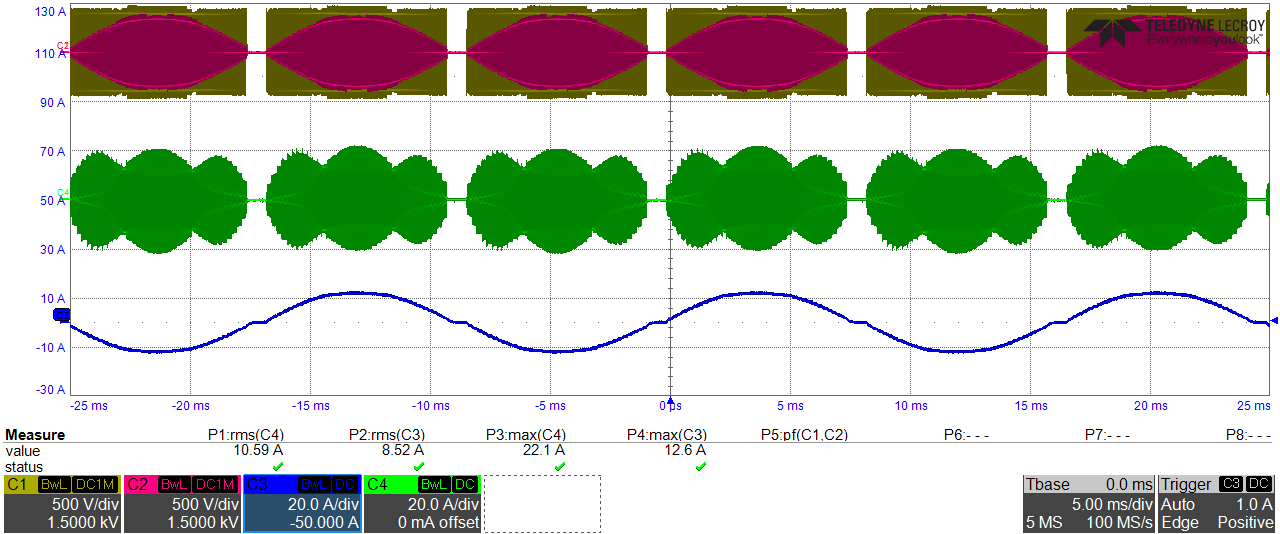 130 A
TELEDYNE LECROY
Everywhereyoulook™
C2
110 A
90 A
70 A
C4
50 A
30 A
10 A
-10 A
-30 A
-25 ms -20 ms -15 ms -10 ms -5 ms 0 µs 5 ms 10 ms 15 ms 20 ms 25 ms
Measure P1:rms(C4) P2:rms(C3) P3:max(C4) P4:max(C3) P5:pf(C1,C2) P6:- - - P7:- - - P8:- - -
value 10.59 A 8.52 A 22.1 A 12.6 A
status
C1 BwL DC1M C2 BwL DC1M C3 BwL DC C4 BwL DC Tbase 0.0 ms Trigger C3 DC
500 V/div 500 V/div 20.0 A/div 20.0 A/div 5.00 ms/div Auto 1.0 A
1.5000 kV 1.5000 kV -50.000 A 0 mA offset 5 MS 100 MS/s Edge Positive